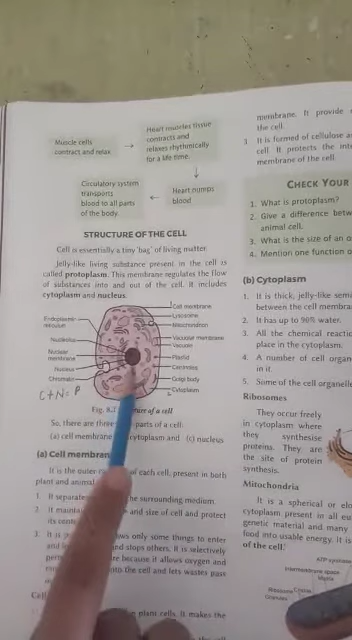 Muscle cells
contract and relax
Heart muscles tissue
contracts and
relaxes rhythmically
for a life time.
Circulatory system
transports
blood to all parts
of the body.
Heart pumps
blood
STRUCTURE OF THE CELL
Cell is essentially a tiny 'bag' of living matter.
Jelly-like living substance present in the cell is
called protoplasm. This membrane regulates the flow
of substances into and out of the cell. It includes
cytoplasm and nucleus.
Endoplasmic
reticulum
Nucleolus
Nuclear
membrane
Nucleus
Chromatin
Cell membrane
Lysosome
Mitochondrion
Vacuolar membrane
Vacuole
Plastid
Centrioles
Golgi body
Cytoplasm
C+N= P
Fig. 8. of a cell
So, there are three parts of a cell:
(a) cell membrane cytoplasm and (c) nucleus
(a) Cell membran
It is the outer of each cell, present in both
plant and animal
1. It separate the surrounding medium.
2. It maintai size and size of cell and protect
its conte
3. It is ows only some things to enter
and stops others. It is selectively
perm re because it allows oxygen and
into the cell and lets wastes pass
Cell
plant cells. It makes the
membrane. It provide
the cell.
3. It is formed of cellulose a
cell. It protects the
membrane of the cell.
CHECK YOUR
1. What is protoplasm?
2. Give a difference betw
animal cell.
3. What is the size of an
4. Mention one function o
(b) Cytoplasm
1. It is thick, jelly-like semi
between the cell membra
2. It has up to 90% water.
3. All the chemical reactic
place in the cytoplasm.
4. A number of cell organ
in it.
5. Some of the cell organelle
Ribosomes
They occur freely
in cytoplasm where
they synthesise
proteins. They are
the site of protein
synthesis.
Mitochondria
It is a spherical or elo
cytoplasm present in all eu
genetic material and many
food into usable energy. It is
of the cell.
ATP synthase
Intermembrane space
Matrix
Ribosome Cristae
Granules